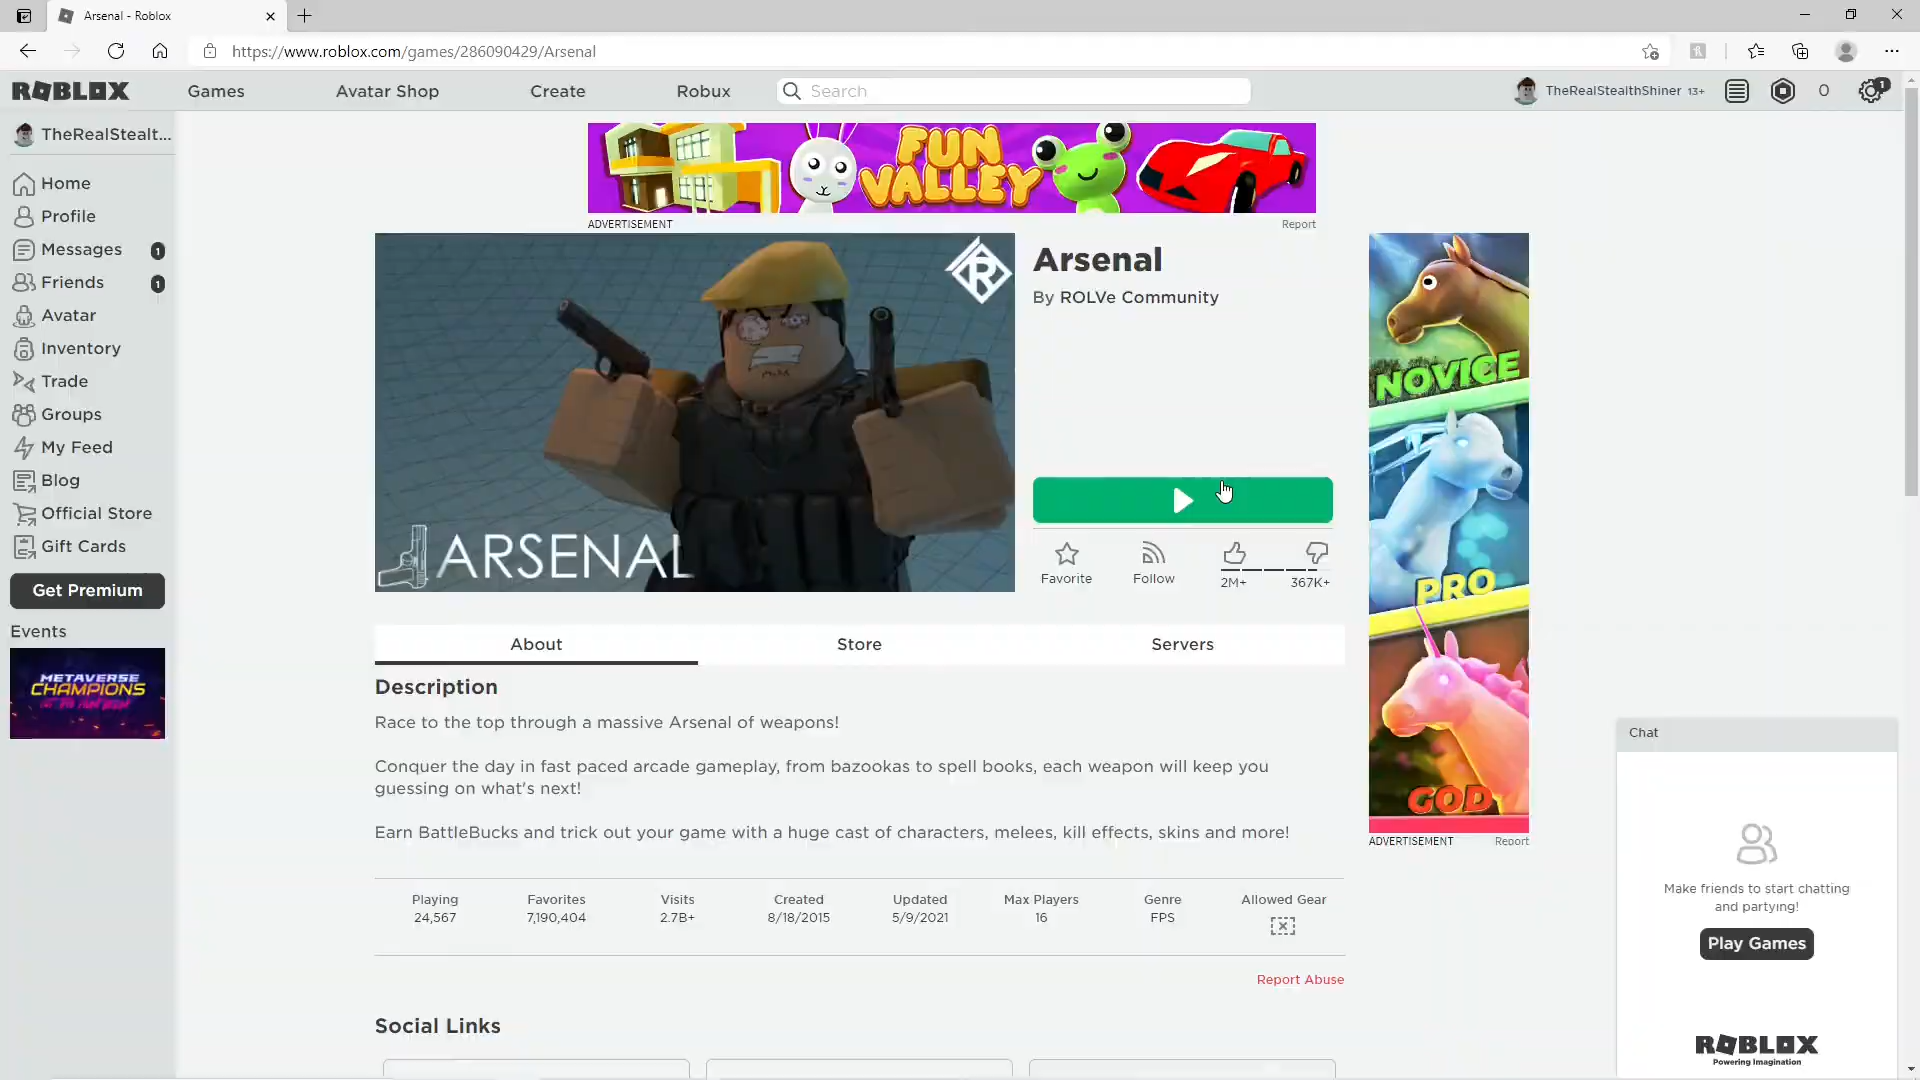 Arsenal - Roblox
https://www.roblox.com/games/286090429/Arsenal
ROBLOX
Games
Avatar Shop
Create
Robux
Search
TheRealStealthShiner 13+
0
1
TheRealStealt...
Home
Profile
Messages 1
Friends 1
Avatar
Inventory
Trade
Groups
My Feed
Blog
Official Store
Gift Cards
Get Premium
Events
METAVERSE
CHAMPIONS
FUN
VALLEY
ADVERTISEMENT
Report
R
ARSENAL
Arsenal
By ROLVe Community
Favorite
Follow
2M+
367K+
NOVICE
PRO
GOD
ADVERTISEMENT
Report
About
Store
Servers
Description
Race to the top through a massive Arsenal of weapons!
Conquer the day in fast paced arcade gameplay, from bazookas to spell books, each weapon will keep you
guessing on what's next!
Earn BattleBucks and trick out your game with a huge cast of characters, melees, kill effects, skins and more!
Playing Favorites Visits Created Updated Max Players Genre Allowed Gear
24,567 7,190,404 2.7B+ 8/18/2015 5/9/2021 16 FPS
Report Abuse
Social Links
Chat
Make friends to start chatting
and partying!
Play Games
ROBLOX
Powering Imagination